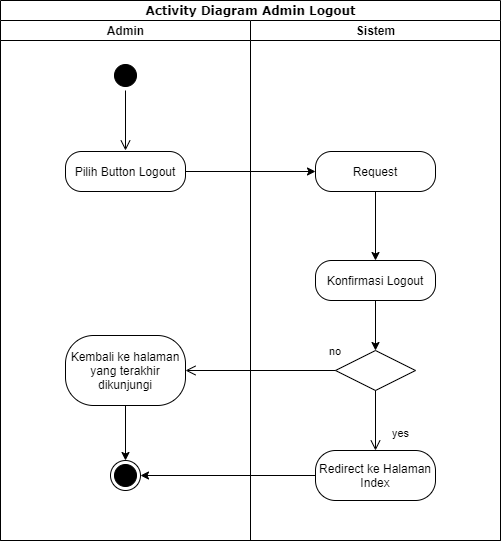 Activity Diagram Admin Logout
Admin
Sistem
Pilih Button Logout
Request
Konfirmasi Logout
no
Kembali ke halaman
yang terakhir
dikunjungi
yes
Redirect ke Halaman
Index